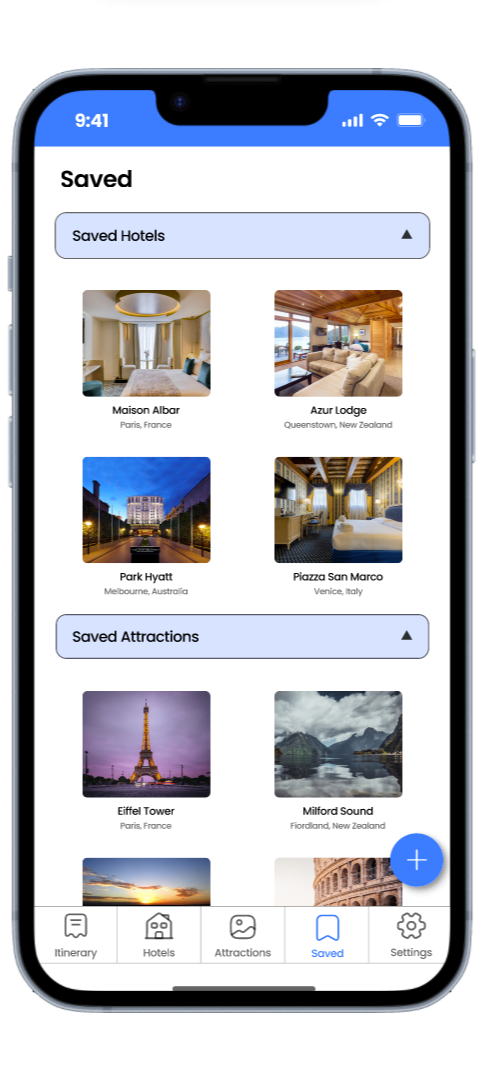 9:41
Saved
Saved Hotels
Maison Albar
Paris, France
Azur Lodge
Queenstown, New Zealand
Park Hyatt
Melbourne, Australia
Piazza San Marco
Venice, Italy
Saved Attractions
Eiffel Tower
Paris, France
Milford Sound
Fiordland, New Zealand
Itinerary
Hotels
Attractions
Saved
Settings